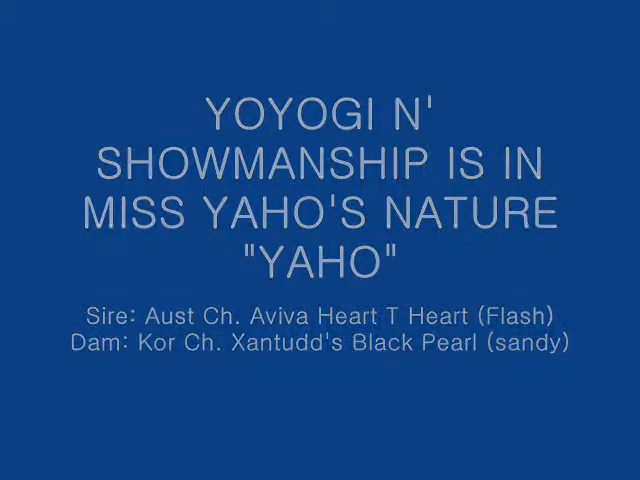 YOYOGI N'
SHOWMANSHIP IS IN
MISS YAHO'S NATURE
"YAHO"
Sire: Aust Ch. Aviva Heart T Heart (Flash)
Dam: Kor Ch. Xantudd's Black Pearl (sandy)